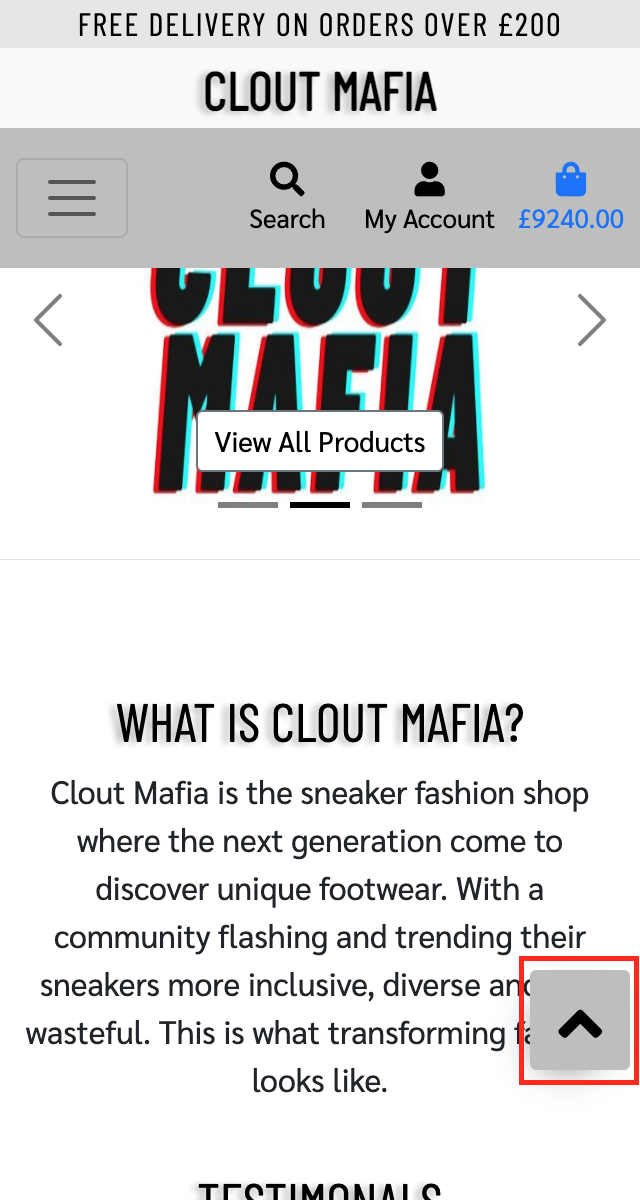 FREE DELIVERY ON ORDERS OVER £200
CLOUT MAFIA
Search My Account £9240.00
CLOUT
MAFIA
View All Products
WHAT IS CLOUT MAFIA?
Clout Mafia is the sneaker fashion shop
where the next generation come to
discover unique footwear. With a
community flashing and trending their
sneakers more inclusive, diverse and
wasteful. This is what transforming
looks like.
TESTIMONALS